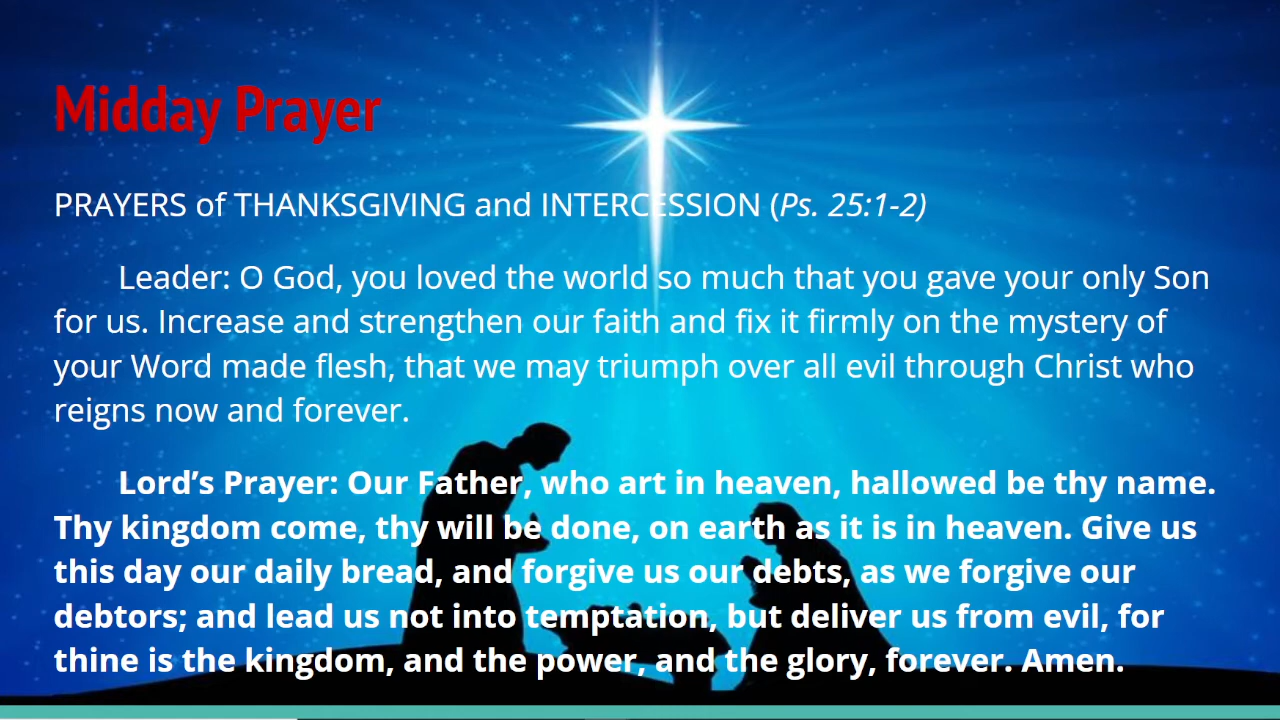 Midday Prayer
PRAYERS of THANKSGIVING and INTERCESSION (Ps. 25:1-2)
Leader: O God, you loved the world so much that you gave your only Son
for us. Increase and strengthen our faith and fix it firmly on the mystery of
your Word made flesh, that we may triumph over all evil through Christ who
reigns now and forever.
Lord’s Prayer: Our Father, who art in heaven, hallowed be thy name.
Thy kingdom come, thy will be done, on earth as it is in heaven. Give us
this day our daily bread, and forgive us our debts, as we forgive our
debtors; and lead us not into temptation, but deliver us from evil, for
thine is the kingdom, and the power, and the glory, forever. Amen.